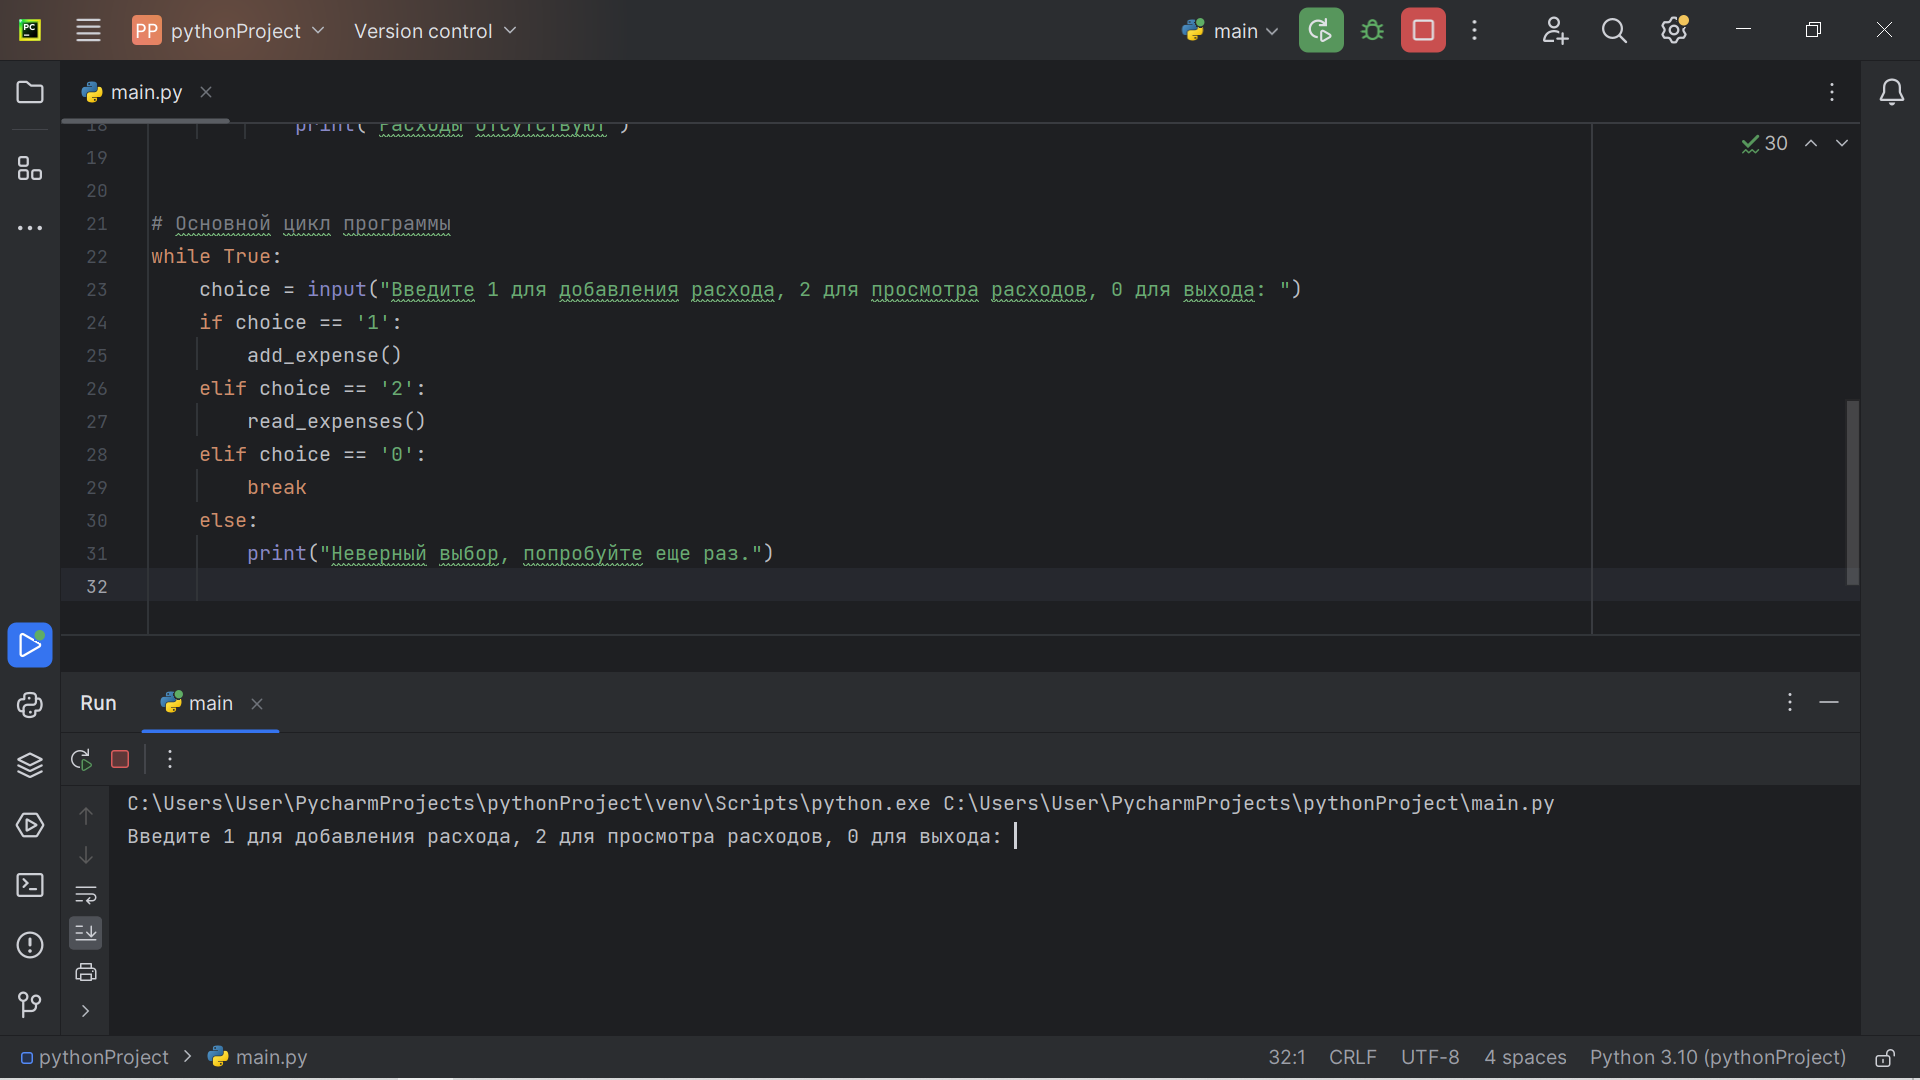 PP pythonProject Version control main
main.py
18 print("Расходы отсутствуют")
30
19
20
21 # Основной цикл программы
22 while True:
23 choice = input("Введите 1 для добавления расхода, 2 для просмотра расходов, 0 для выхода: ")
24 if choice == '1':
25 add_expense()
26 elif choice == '2':
27 read_expenses()
28 elif choice == '0':
29 break
30 else:
31 print("Неверный выбор, попробуйте еще раз.")
32
Run main
C:\Users\User\PycharmProjects\pythonProject\venv\Scripts\python.exe C:\Users\User\PycharmProjects\pythonProject\main.py
Введите 1 для добавления расхода, 2 для просмотра расходов, 0 для выхода:
pythonProject > main.py 32:1 CRLF UTF-8 4 spaces Python 3.10 (pythonProject)